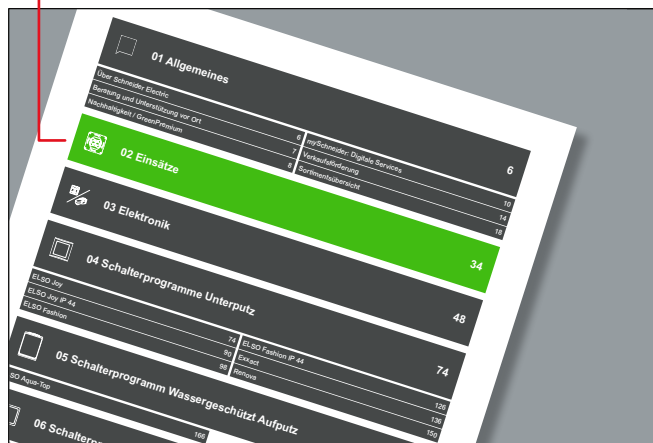 01 Allgemeines 6
Über Schneider Electric 6
Beratung und Unterstützung vor Ort 7
Nachhaltigkeit / GreenPremium 8
mySchneider: Digitale Services 10
Verkaufsförderung 14
Sortimentsübersicht 18
02 Einsätze 34
03 Elektronik 48
04 Schalterprogramme Unterputz 74
ELSO Joy 74
ELSO Joy IP 44 90
ELSO Fashion 98
ELSO Fashion IP 44 126
Exxact 136
Renova 150
05 Schalterprogramm Wassergeschützt Aufputz
SO Aqua-Top 166
06 Schalterpro